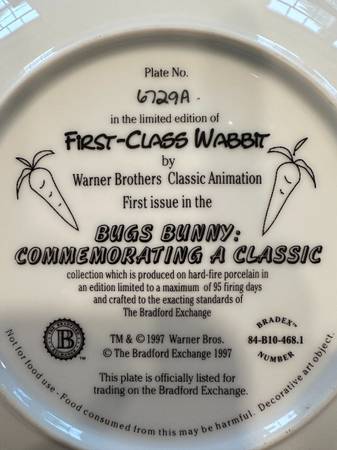 Plate No.
6729A
in the limited edition of
FIRST-CLASS WABBIT
by
Warner Brothers Classic Animation
First issue in the
BUGS BUNNY:
COMMEMORATING A CLASSIC
collection which is produced on hard-fire porcelain in
an edition limited to a maximum of 95 firing days
and crafted to the exacting standards of
The Bradford Exchange
B
TM & © 1997 Warner Bros.
© The Bradford Exchange 1997
BRADEX™
84-B10-468.1
NUMBER
This plate is officially listed for
trading on the Bradford Exchange.
Not for food use - Food consumed from this may be harmful. Decorative art object.